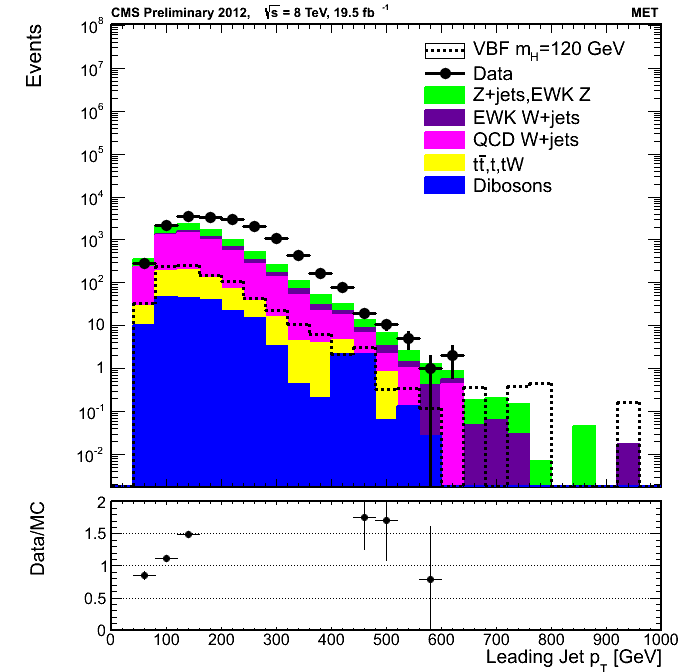 CMS Preliminary 2012, √s = 8 TeV, 19.5 fb⁻¹ MET
Events
10⁸
10⁷
10⁶
10⁵
10⁴
10³
10²
10
1
10⁻¹
10⁻²
VBF m_H=120 GeV
Data
Z+jets,EWK Z
EWK W+jets
QCD W+jets
tt̄,t,tW
Dibosons
Data/MC
2
1.5
1
0.5
0
0 100 200 300 400 500 600 700 800 900 1000
Leading Jet p_T [GeV]